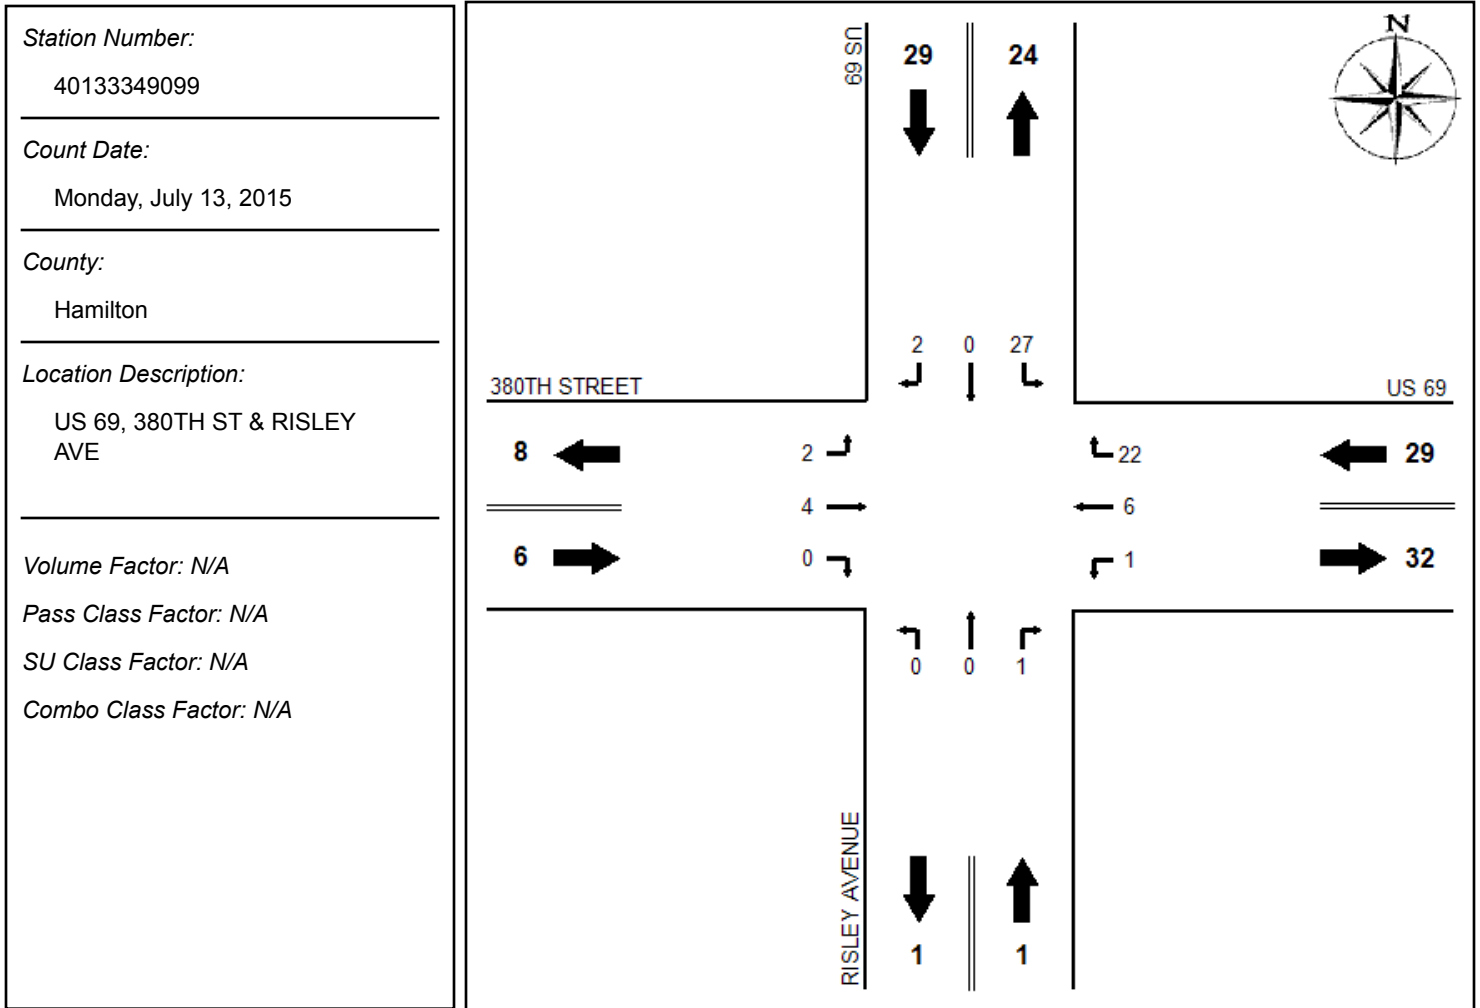 Station Number:
40133349099
Count Date:
Monday, July 13, 2015
County:
Hamilton
Location Description:
US 69, 380TH ST & RISLEY
AVE
Volume Factor: N/A
Pass Class Factor: N/A
SU Class Factor: N/A
Combo Class Factor: N/A
N
US 69
29 24
2 0 27
380TH STREET
US 69
8 2 22 29
4 6
6 0 1 32
0 0 1
RISLEY AVENUE
1 1